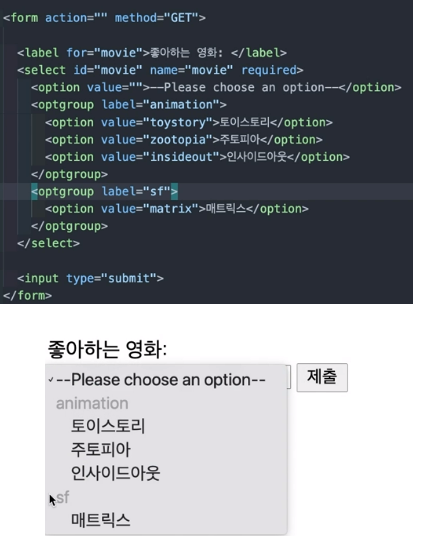 <form action="" method="GET">
<label for="movie">좋아하는 영화: </label>
<select id="movie" name="movie" required>
<option value="">--Please choose an option--</option>
<optgroup label="animation">
<option value="toystory">토이스토리</option>
<option value="zootopia">주토피아</option>
<option value="insideout">인사이드아웃</option>
</optgroup>
<optgroup label="sf">
<option value="matrix">매트릭스</option>
</optgroup>
</select>
<input type="submit">
</form>
좋아하는 영화:
✓--Please choose an option-- 제출
animation
토이스토리
주토피아
인사이드아웃
sf
매트릭스